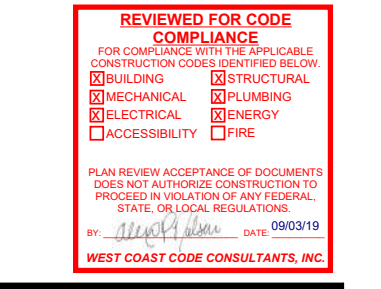 REVIEWED FOR CODE
COMPLIANCE
FOR COMPLIANCE WITH THE APPLICABLE
CONSTRUCTION CODES IDENTIFIED BELOW.
X BUILDING X STRUCTURAL
X MECHANICAL X PLUMBING
X ELECTRICAL X ENERGY
ACCESSIBILITY FIRE
PLAN REVIEW ACCEPTANCE OF DOCUMENTS
DOES NOT AUTHORIZE CONSTRUCTION TO
PROCEED IN VIOLATION OF ANY FEDERAL,
STATE, OR LOCAL REGULATIONS.
BY: DATE: 09/03/19
WEST COAST CODE CONSULTANTS, INC.